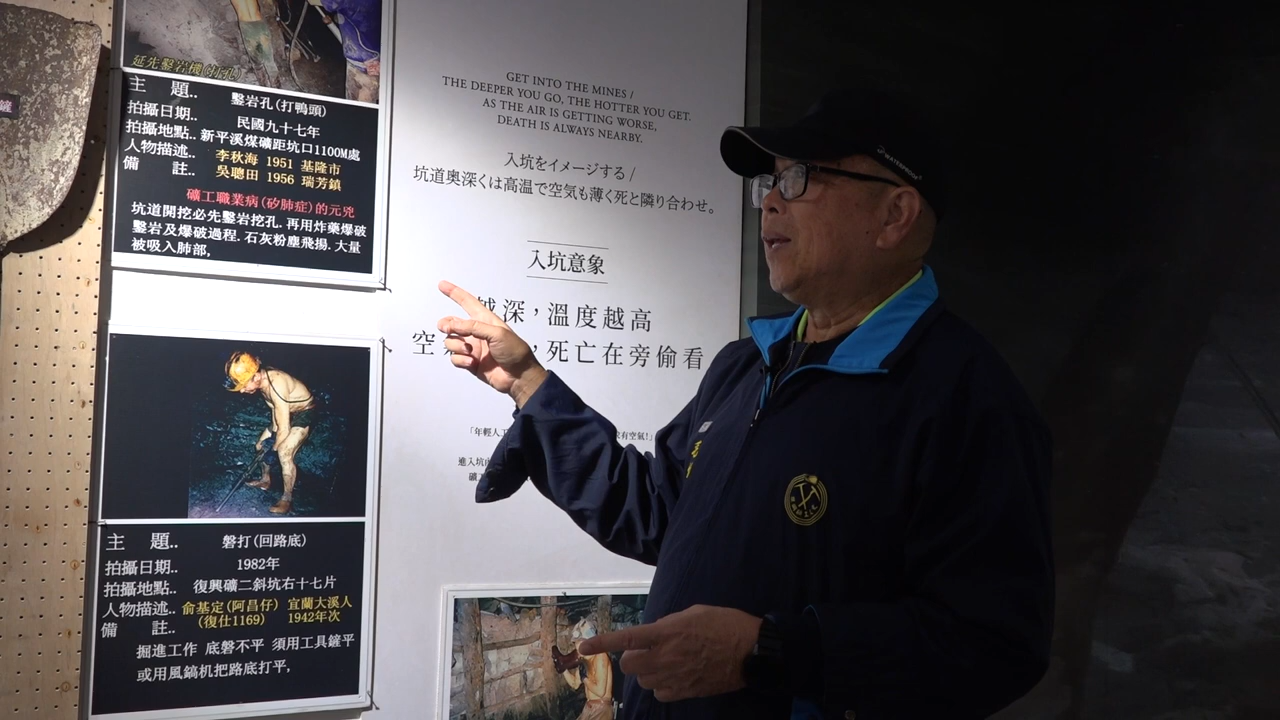 鏟
延先鑿岩機(打孔)
主　題.. 鑿岩孔(打鴨頭)
拍攝日期.. 民國九十七年
拍攝地點.. 新平溪煤礦距坑口1100M處
人物描述.. 李秋海 1951 基隆市
備　註.. 吳聰田 1956 瑞芳鎮
礦工職業病(矽肺症)的元兇
坑道開挖必先鑿岩挖孔.再用炸藥爆破
鑿岩及爆破過程.石灰粉塵飛揚.大量
被吸入肺部,
主　題.. 磐打(回路底)
拍攝日期.. 1982年
拍攝地點.. 復興礦二斜坑右十七片
人物描述.. 俞基定(阿昌仔) 宜蘭大溪人
(復仕1169) 1942年次
備　註..
掘進工作 底磐不平 須用工具鏟平
或用風鎬机把路底打平,
GET INTO THE MINES /
THE DEEPER YOU GO, THE HOTTER YOU GET.
AS THE AIR IS GETTING WORSE,
DEATH IS ALWAYS NEARBY.
入坑をイメージする /
坑道奥深くは高温で空気も薄く死と隣り合わせ。
入坑意象
越深，溫度越高
空 ，死亡在旁偷看
「年輕人 有空氣!」
進入坑
礦
WATERPROOF